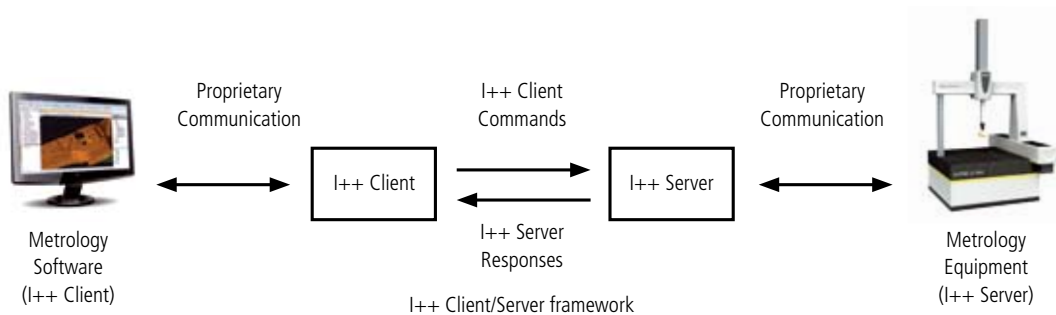 Proprietary
Communication
I++ Client
Commands
Proprietary
Communication
I++ Client
I++ Server
I++ Server
Responses
Metrology
Software
(I++ Client)
Metrology
Equipment
(I++ Server)
I++ Client/Server framework